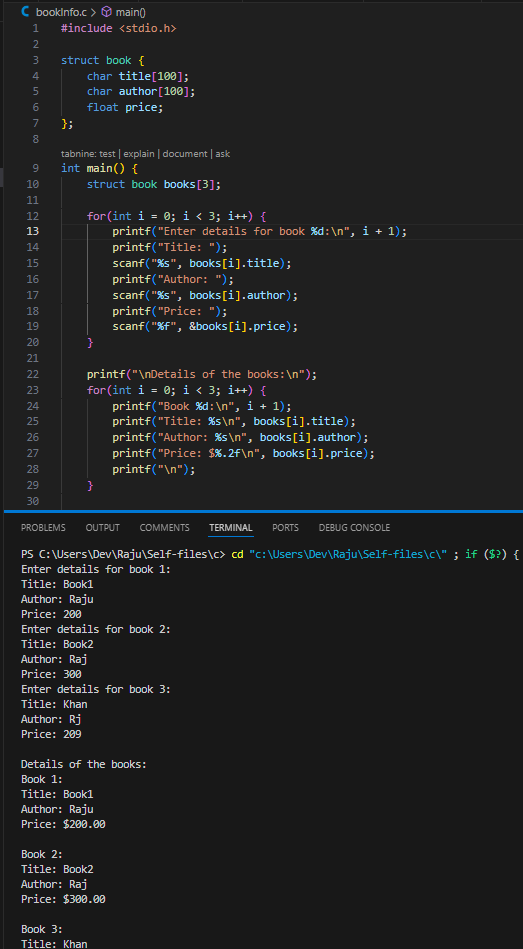 bookInfo.c > main()
1 #include <stdio.h>
2
3 struct book {
4     char title[100];
5     char author[100];
6     float price;
7 };
8
tabnine: test | explain | document | ask
9 int main() {
10     struct book books[3];
11
12     for(int i = 0; i < 3; i++) {
13         printf("Enter details for book %d:\n", i + 1);
14         printf("Title: ");
15         scanf("%s", books[i].title);
16         printf("Author: ");
17         scanf("%s", books[i].author);
18         printf("Price: ");
19         scanf("%f", &books[i].price);
20     }
21
22     printf("\nDetails of the books:\n");
23     for(int i = 0; i < 3; i++) {
24         printf("Book %d:\n", i + 1);
25         printf("Title: %s\n", books[i].title);
26         printf("Author: %s\n", books[i].author);
27         printf("Price: $%.2f\n", books[i].price);
28         printf("\n");
29     }
30
PROBLEMS OUTPUT COMMENTS TERMINAL PORTS DEBUG CONSOLE
PS C:\Users\Dev\Raju\Self-files\c> cd "c:\Users\Dev\Raju\Self-files\c\" ; if ($?) {
Enter details for book 1:
Title: Book1
Author: Raju
Price: 200
Enter details for book 2:
Title: Book2
Author: Raj
Price: 300
Enter details for book 3:
Title: Khan
Author: Rj
Price: 209

Details of the books:
Book 1:
Title: Book1
Author: Raju
Price: $200.00

Book 2:
Title: Book2
Author: Raj
Price: $300.00

Book 3:
Title: Khan